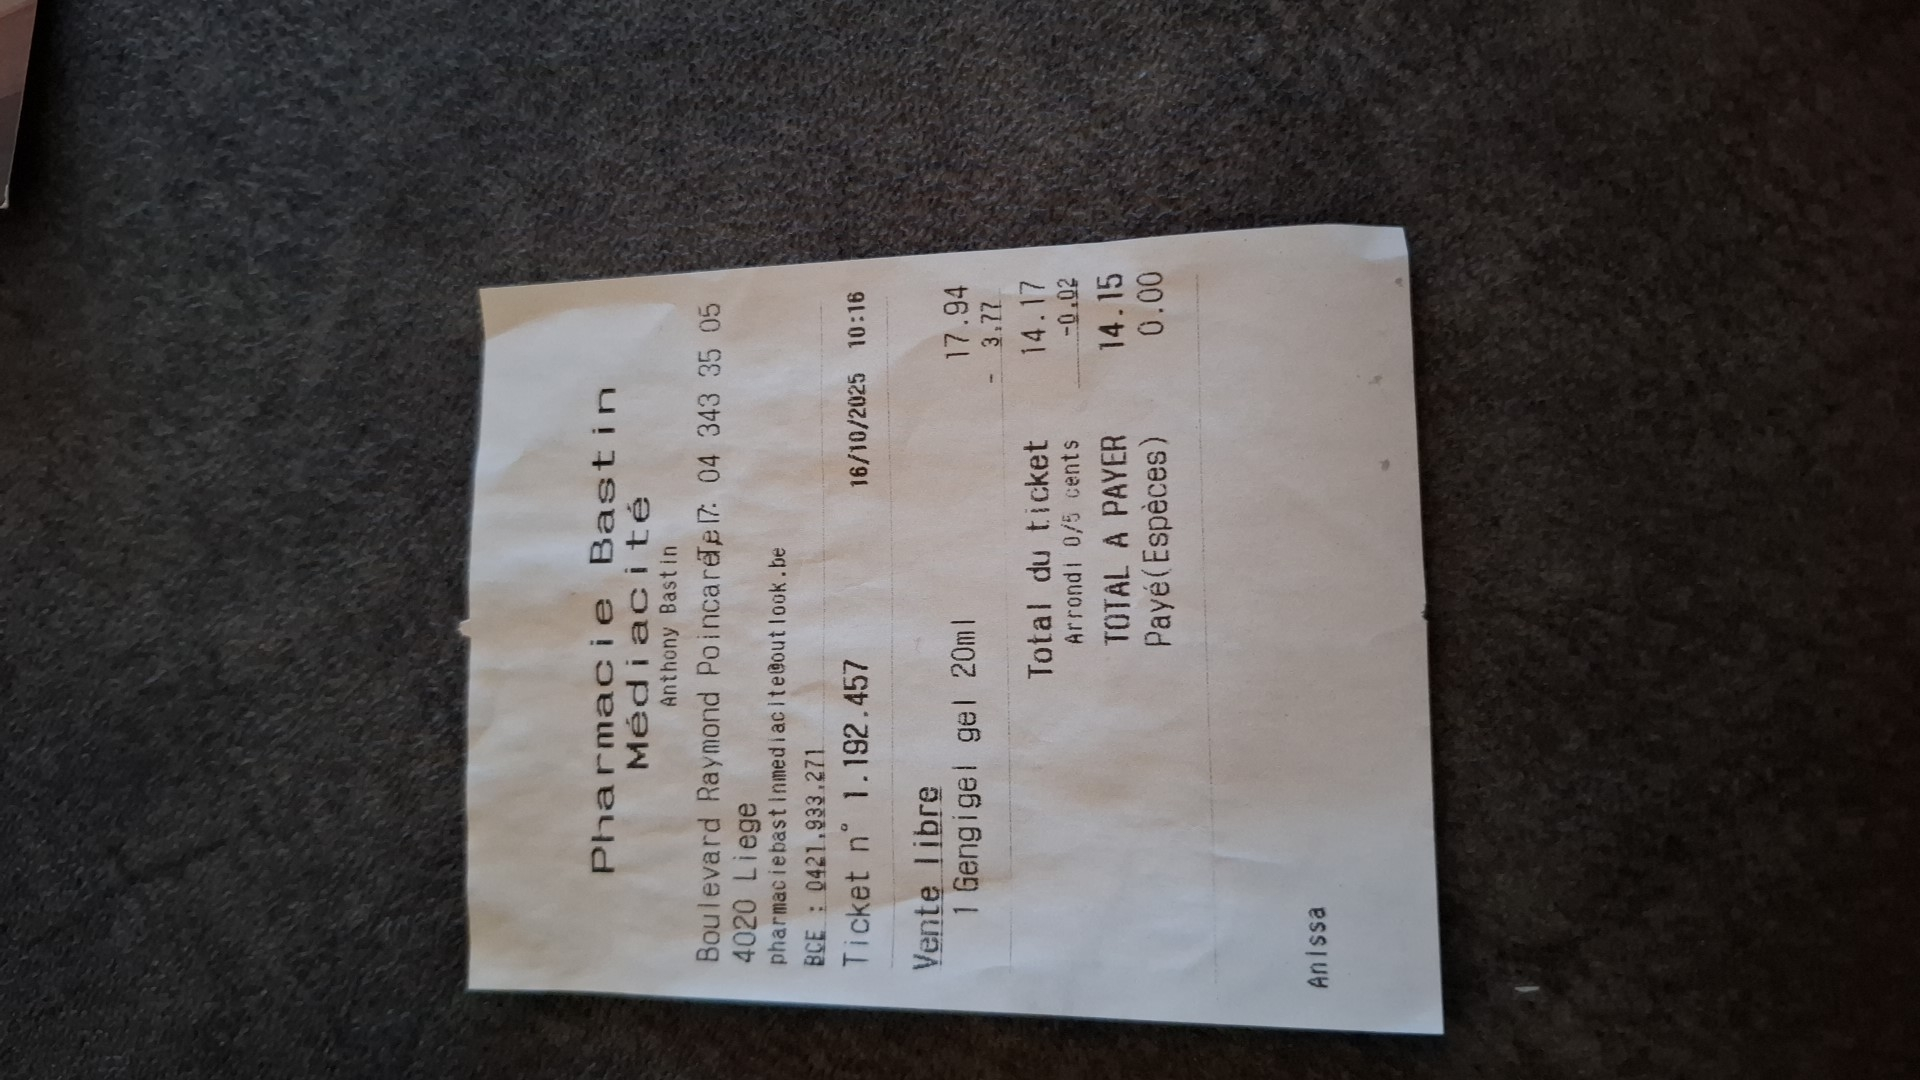 Pharmacie Bastin
Médiacité
Anthony Bastin
Boulevard Raymond Poincaré, 7 Tel: 04 343 35 05
4020 Liege
pharmaciebastinmediacite@outlook.be
BCE : 0421.933.271
Ticket n° 1.192.457 16/10/2025 10:16
Vente libre
1 Gengigel gel 20ml 17.94
- 3.77
Total du ticket 14.17
Arrondi 0/5 cents -0.02
TOTAL A PAYER 14.15
Payé(Espèces) 0.00
Anissa